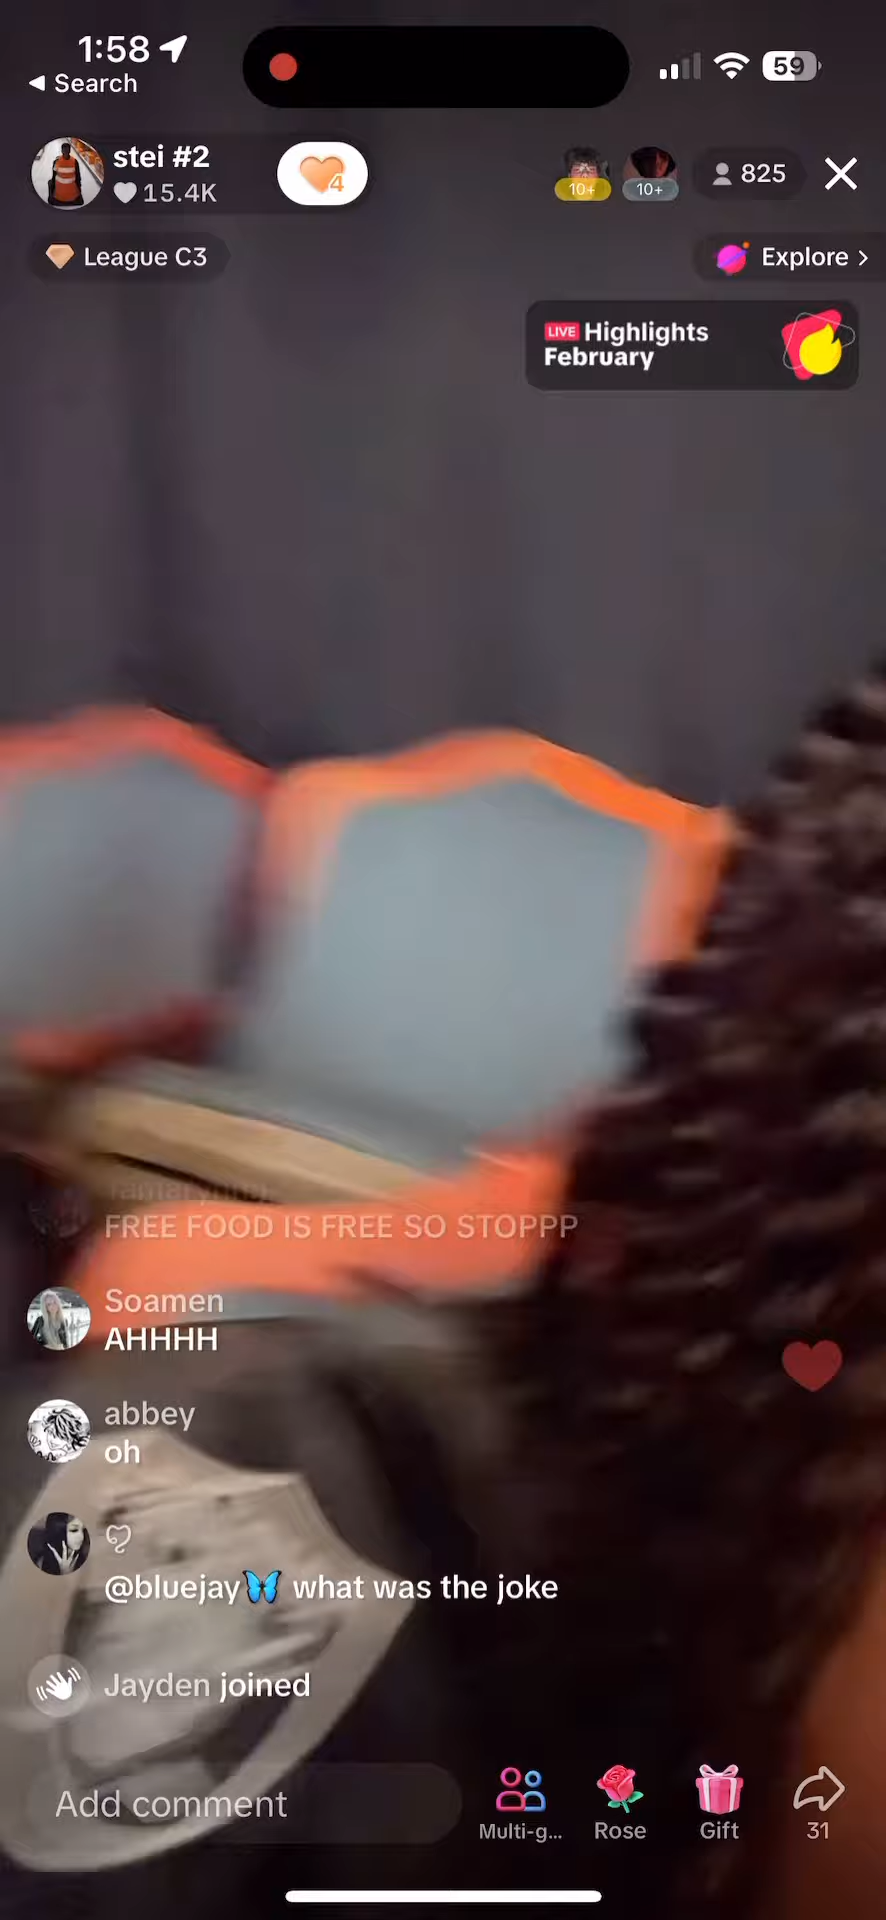 1:58
59
Search
stei #2
15.4K
4
10+
10+
825
League C3
Explore
LIVE Highlights
February
FREE FOOD IS FREE SO STOPPP
Soamen
AHHHH
abbey
oh
@bluejay🦋 what was the joke
Jayden joined
Add comment
Multi-g...
Rose
Gift
31